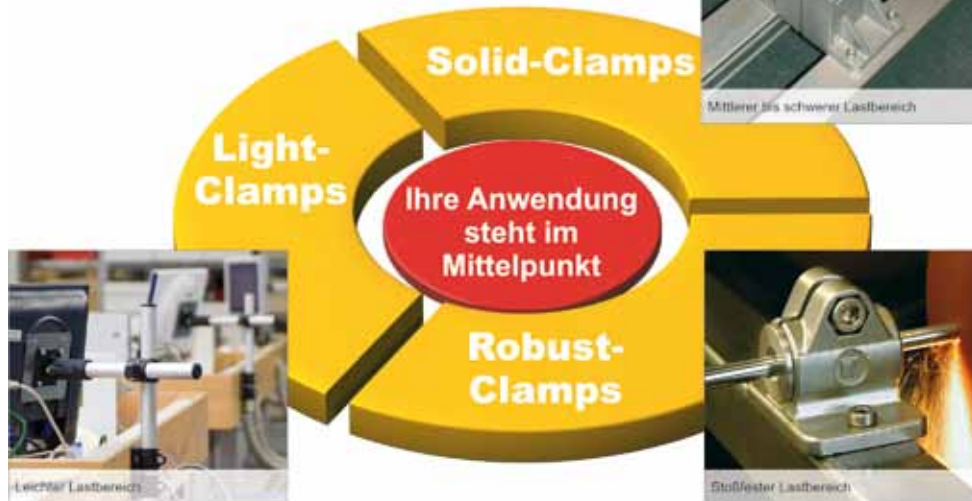 Solid-Clamps
Mittlerer bis schwerer Lastbereich
Light-
Clamps
Ihre Anwendung
steht im
Mittelpunkt
Robust-
Clamps
Leichter Lastbereich
Stoßfester Lastbereich